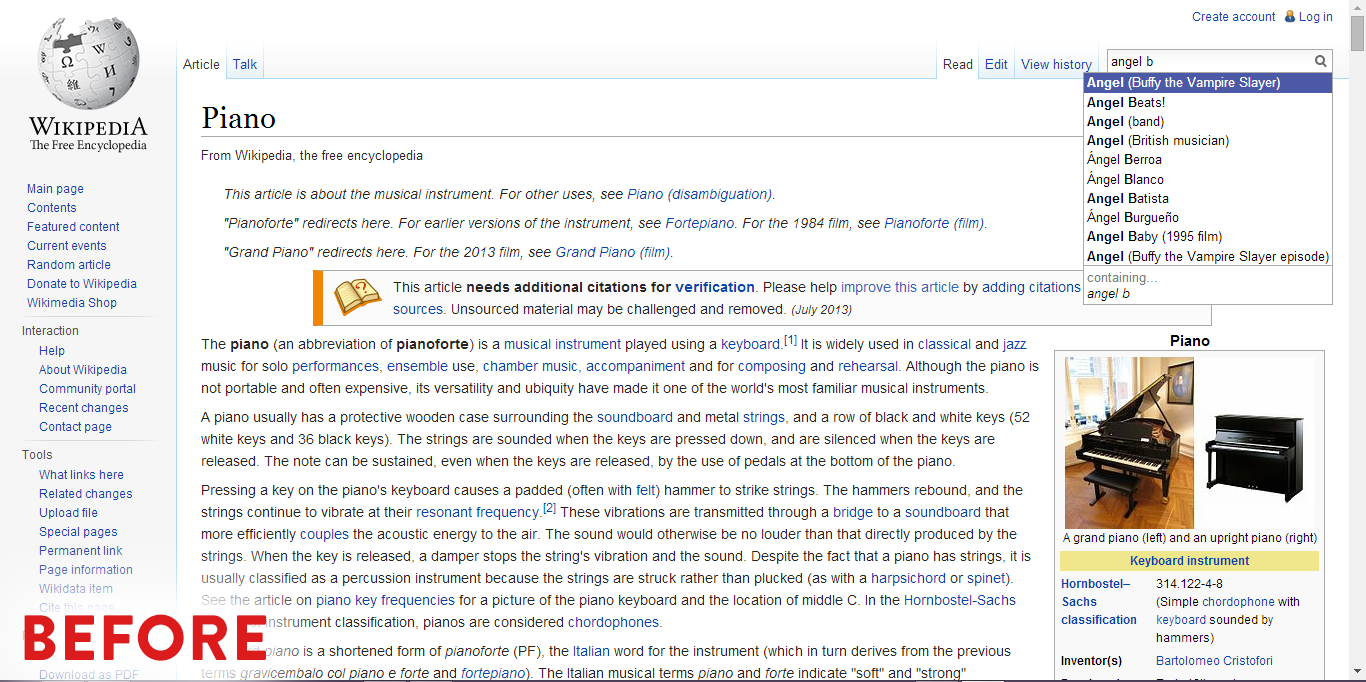 Create account Log in
WIKIPEDIA
The Free Encyclopedia
Main page
Contents
Featured content
Current events
Random article
Donate to Wikipedia
Wikimedia Shop
Interaction
Help
About Wikipedia
Community portal
Recent changes
Contact page
Tools
What links here
Related changes
Upload file
Special pages
Permanent link
Page information
Wikidata item
Cite this page
Download as PDF
BEFORE
Article Talk
Read Edit View history
angel b
Angel (Buffy the Vampire Slayer)
Angel Beats!
Angel (band)
Angel (British musician)
Ángel Berroa
Ángel Blanco
Angel Batista
Ángel Burgueño
Angel Baby (1995 film)
Angel (Buffy the Vampire Slayer episode)
containing...
angel b
Piano
From Wikipedia, the free encyclopedia
This article is about the musical instrument. For other uses, see Piano (disambiguation).
"Pianoforte" redirects here. For earlier versions of the instrument, see Fortepiano. For the 1984 film, see Pianoforte (film).
"Grand Piano" redirects here. For the 2013 film, see Grand Piano (film).
This article needs additional citations for verification. Please help improve this article by adding citations
sources. Unsourced material may be challenged and removed. (July 2013)
The piano (an abbreviation of pianoforte) is a musical instrument played using a keyboard.[1] It is widely used in classical and jazz
music for solo performances, ensemble use, chamber music, accompaniment and for composing and rehearsal. Although the piano is
not portable and often expensive, its versatility and ubiquity have made it one of the world's most familiar musical instruments.
A piano usually has a protective wooden case surrounding the soundboard and metal strings, and a row of black and white keys (52
white keys and 36 black keys). The strings are sounded when the keys are pressed down, and are silenced when the keys are
released. The note can be sustained, even when the keys are released, by the use of pedals at the bottom of the piano.
Pressing a key on the piano's keyboard causes a padded (often with felt) hammer to strike strings. The hammers rebound, and the
strings continue to vibrate at their resonant frequency.[2] These vibrations are transmitted through a bridge to a soundboard that
more efficiently couples the acoustic energy to the air. The sound would otherwise be no louder than that directly produced by the
strings. When the key is released, a damper stops the string's vibration and the sound. Despite the fact that a piano has strings, it is
usually classified as a percussion instrument because the strings are struck rather than plucked (as with a harpsichord or spinet).
See the article on piano key frequencies for a picture of the piano keyboard and the location of middle C. In the Hornbostel-Sachs
instrument classification, pianos are considered chordophones.
piano is a shortened form of pianoforte (PF), the Italian word for the instrument (which in turn derives from the previous
terms gravicembalo col piano e forte and fortepiano). The Italian musical terms piano and forte indicate "soft" and "strong"
Piano
A grand piano (left) and an upright piano (right)
Keyboard instrument
Hornbostel–
Sachs
classification
314.122-4-8
(Simple chordophone with
keyboard sounded by
hammers)
Inventor(s) Bartolomeo Cristofori